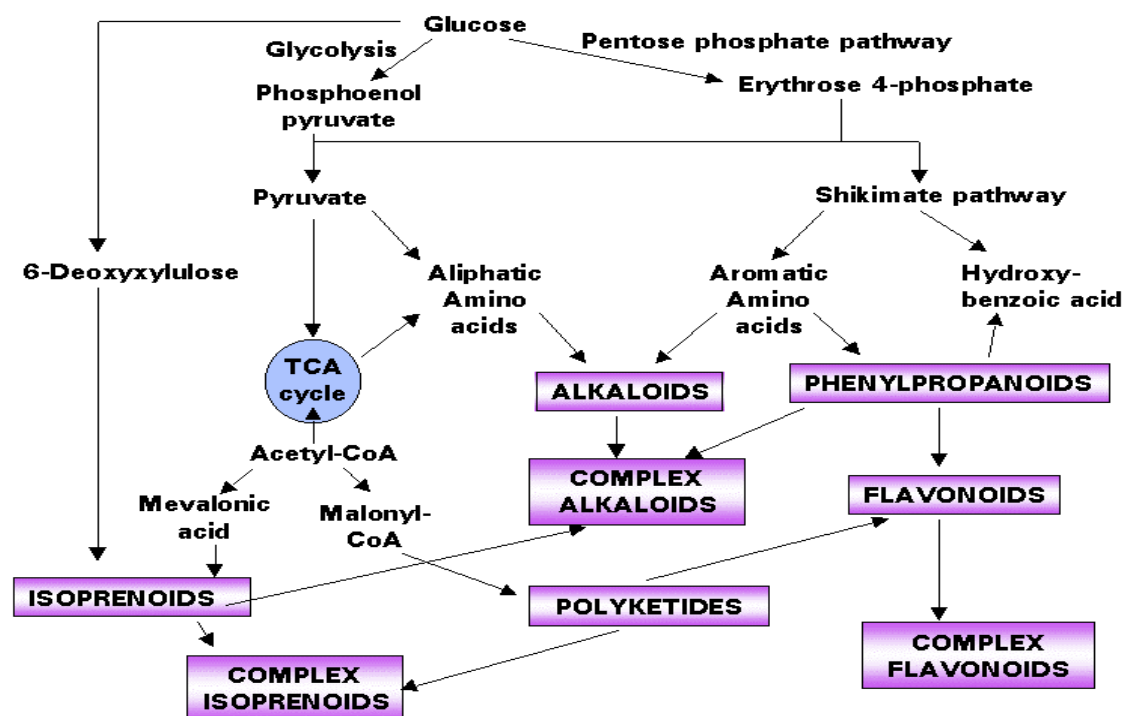 Glucose
Glycolysis
Pentose phosphate pathway
Phosphoenol
pyruvate
Erythrose 4-phosphate
Pyruvate
Shikimate pathway
6-Deoxyxylulose
Aliphatic
Amino
acids
Aromatic
Amino
acids
Hydroxy-
benzoic acid
TCA
cycle
ALKALOIDS
PHENYLPROPANOIDS
Acetyl-CoA
COMPLEX
ALKALOIDS
FLAVONOIDS
Mevalonic
acid
Malonyl-
CoA
ISOPRENOIDS
POLYKETIDES
COMPLEX
FLAVONOIDS
COMPLEX
ISOPRENOIDS